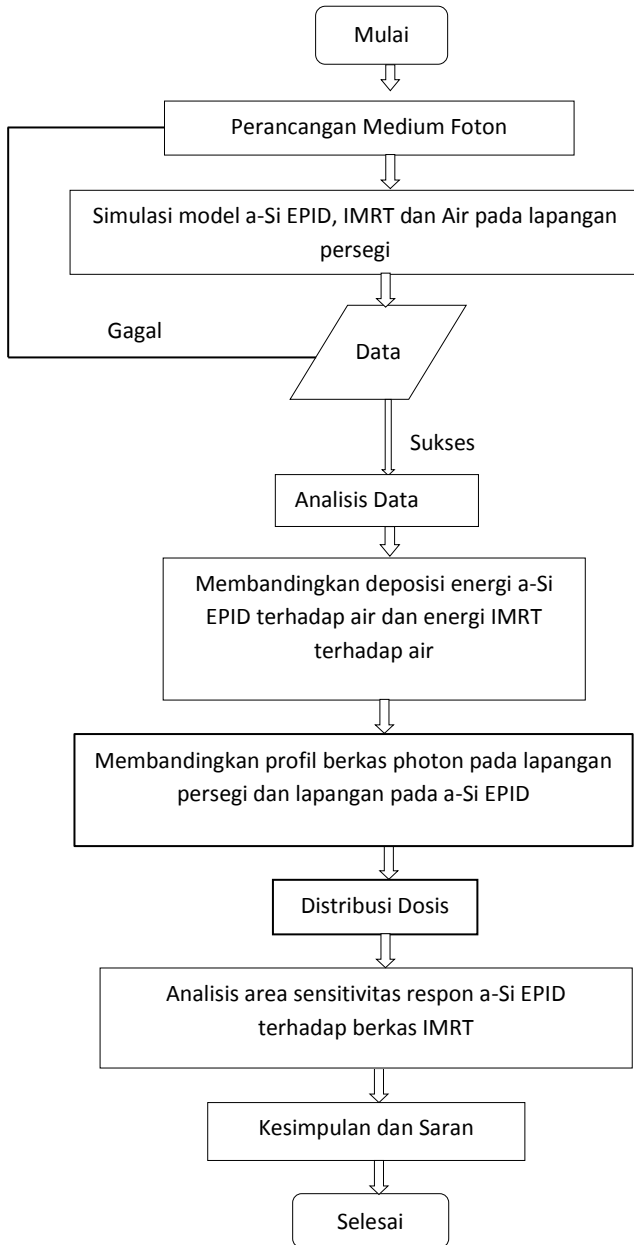 Mulai
Perancangan Medium Foton
Simulasi model a-Si EPID, IMRT dan Air pada lapangan
persegi
Gagal
Data
Sukses
Analisis Data
Membandingkan deposisi energi a-Si
EPID terhadap air dan energi IMRT
terhadap air
Membandingkan profil berkas photon pada lapangan
persegi dan lapangan pada a-Si EPID
Distribusi Dosis
Analisis area sensitivitas respon a-Si EPID
terhadap berkas IMRT
Kesimpulan dan Saran
Selesai